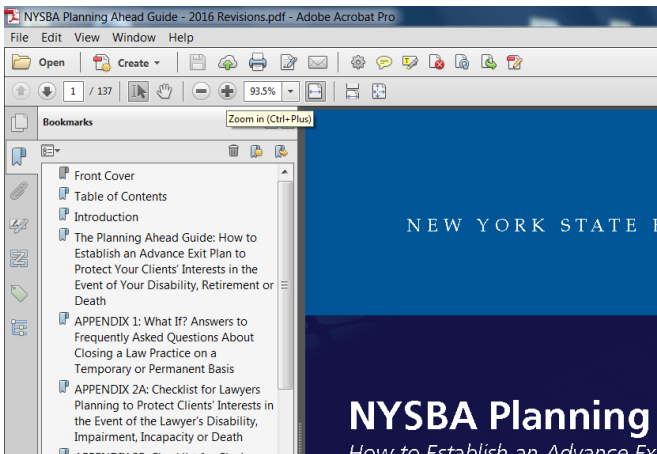 NYSBA Planning Ahead Guide - 2016 Revisions.pdf - Adobe Acrobat Pro
File Edit View Window Help
Open Create
1 / 137 93.5%
Bookmarks
Zoom in (Ctrl+Plus)
Front Cover
Table of Contents
Introduction
The Planning Ahead Guide: How to
Establish an Advance Exit Plan to
Protect Your Clients' Interests in the
Event of Your Disability, Retirement or
Death
APPENDIX 1: What If? Answers to
Frequently Asked Questions About
Closing a Law Practice on a
Temporary or Permanent Basis
APPENDIX 2A: Checklist for Lawyers
Planning to Protect Clients' Interests in
the Event of the Lawyer's Disability,
Impairment, Incapacity or Death
NEW YORK STATE
NYSBA Planning
How to Establish an Advance